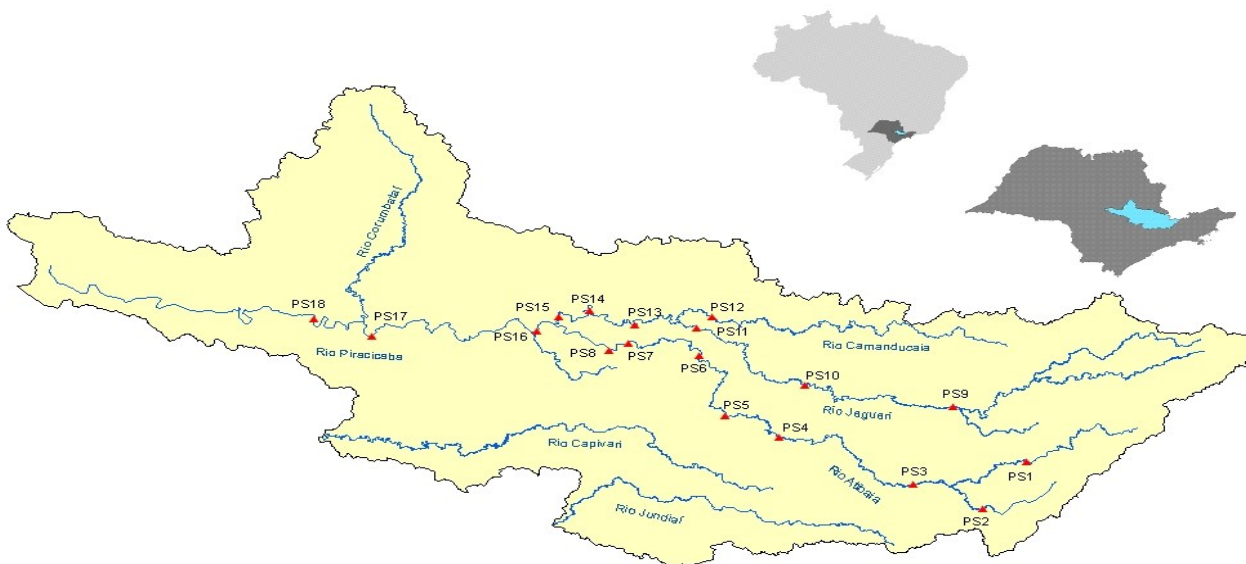 Rio Corumbataí
PS18
PS17
PS15
PS14
PS13
PS12
PS16
PS11
PS8
PS7
PS6
Rio Piracicaba
Rio Camanducaia
PS10
PS9
Rio Jaguari
PS5
PS4
Rio Capivari
Rio Atibaia
PS3
PS1
PS2
Rio Jundiaí